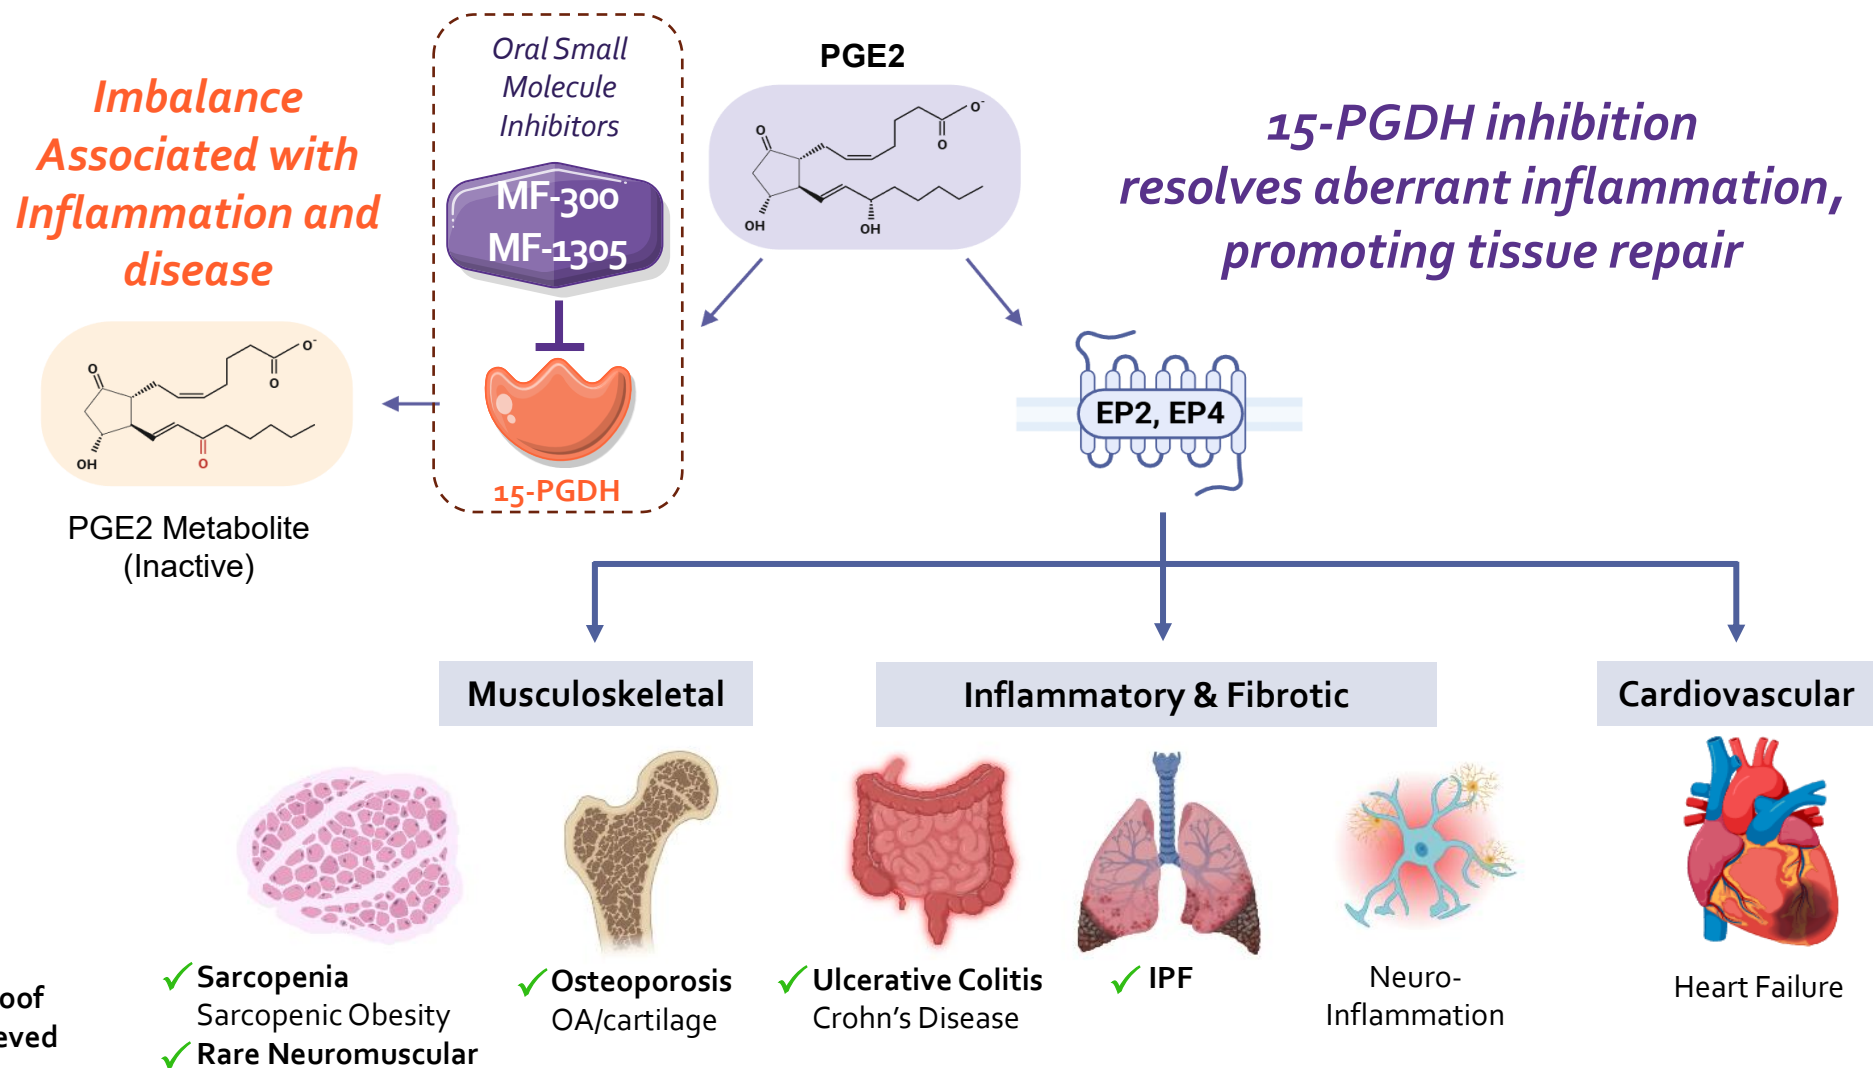 Imbalance
Associated with
Inflammation and
disease
Oral Small
Molecule
Inhibitors
MF-300
MF-1305
15-PGDH
PGE2
O
O-
O
OH
OH
15-PGDH inhibition
resolves aberrant inflammation,
promoting tissue repair
O
O-
O
OH
O
PGE2 Metabolite
(Inactive)
EP2, EP4
Musculoskeletal
Inflammatory & Fibrotic
Cardiovascular
oof
eved
✓ Sarcopenia
Sarcopenic Obesity
✓ Rare Neuromuscular
✓ Osteoporosis
OA/cartilage
✓ Ulcerative Colitis
Crohn's Disease
✓ IPF
Neuro-
Inflammation
Heart Failure